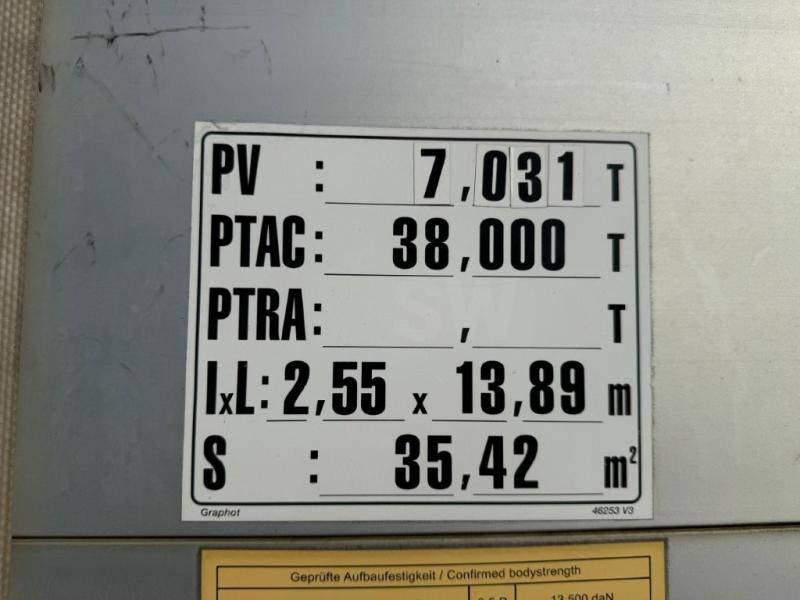 PV : 7,031 T
PTAC: 38,000 T
PTRA: , T
IxL: 2,55 x 13,89 m
S : 35,42 m²
Graphot 46253 V3
Geprüfte Aufbaufestigkeit / Confirmed bodystrength
13 500 daN